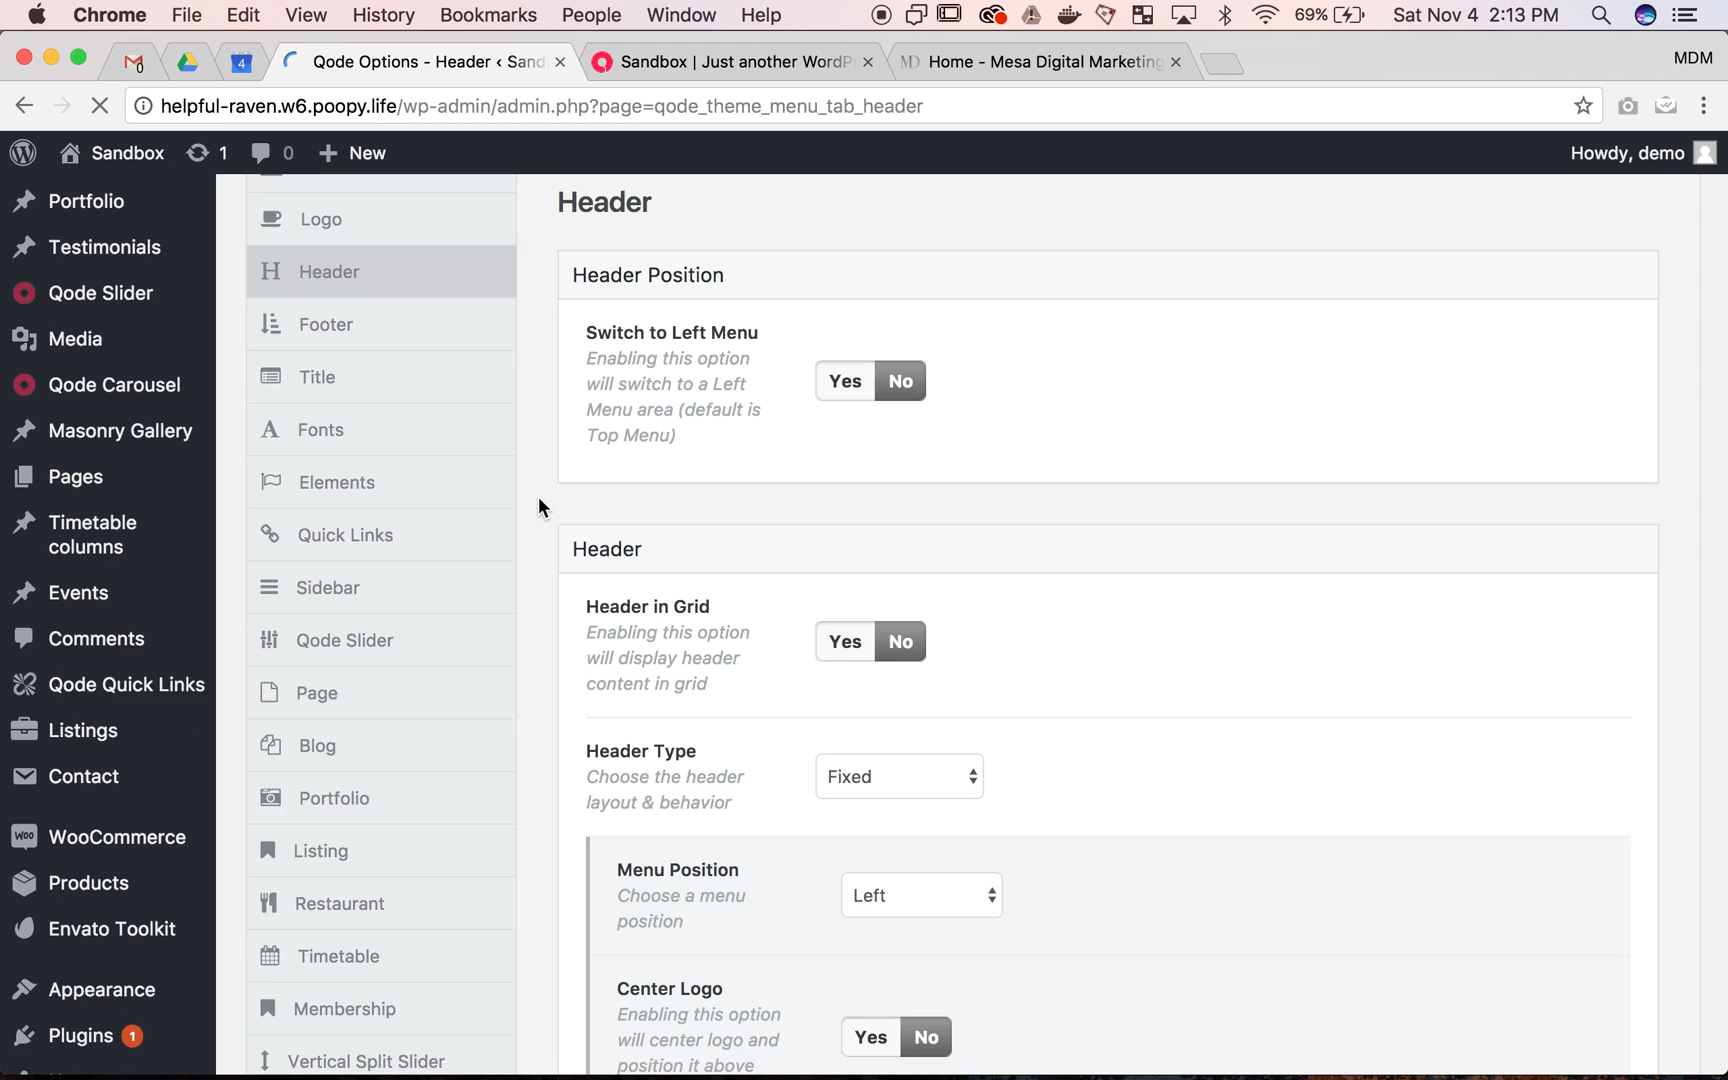 Chrome File Edit View History Bookmarks People Window Help 69% Sat Nov 4 2:13 PM
0 4 Qode Options - Header ‹ Sand Sandbox | Just another WordP MD Home - Mesa Digital Marketing MDM
helpful-raven.w6.poopy.life/wp-admin/admin.php?page=qode_theme_menu_tab_header
Sandbox 1 0 New Howdy, demo
Portfolio
Testimonials
Qode Slider
Media
Qode Carousel
Masonry Gallery
Pages
Timetable
columns
Events
Comments
Qode Quick Links
Listings
Contact
WooCommerce
Products
Envato Toolkit
Appearance
Plugins 1
Logo
Header
Footer
Title
Fonts
Elements
Quick Links
Sidebar
Qode Slider
Page
Blog
Portfolio
Listing
Restaurant
Timetable
Membership
Vertical Split Slider
Header
Header Position
Switch to Left Menu
Enabling this option
will switch to a Left
Menu area (default is
Top Menu)
Yes No
Header
Header in Grid
Enabling this option
will display header
content in grid
Yes No
Header Type
Choose the header
layout & behavior
Fixed
Menu Position
Choose a menu
position
Left
Center Logo
Enabling this option
will center logo and
position it above
Yes No